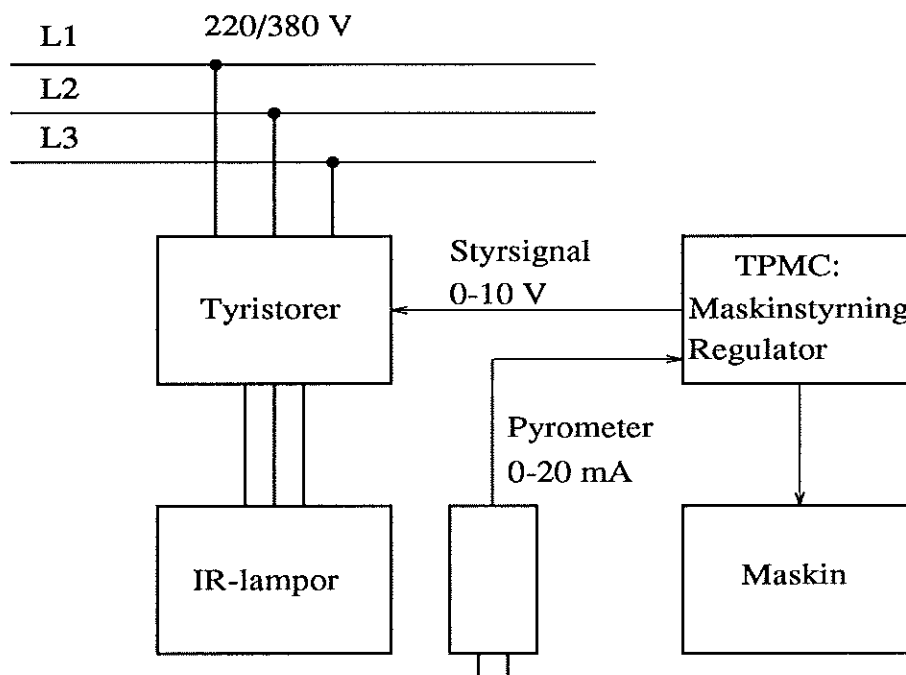 L1
220/380 V
L2
L3
Styrsignal
0-10 V
Tyristorer
TPMC:
Maskinstyrning
Regulator
Pyrometer
0-20 mA
IR-lampor
Maskin